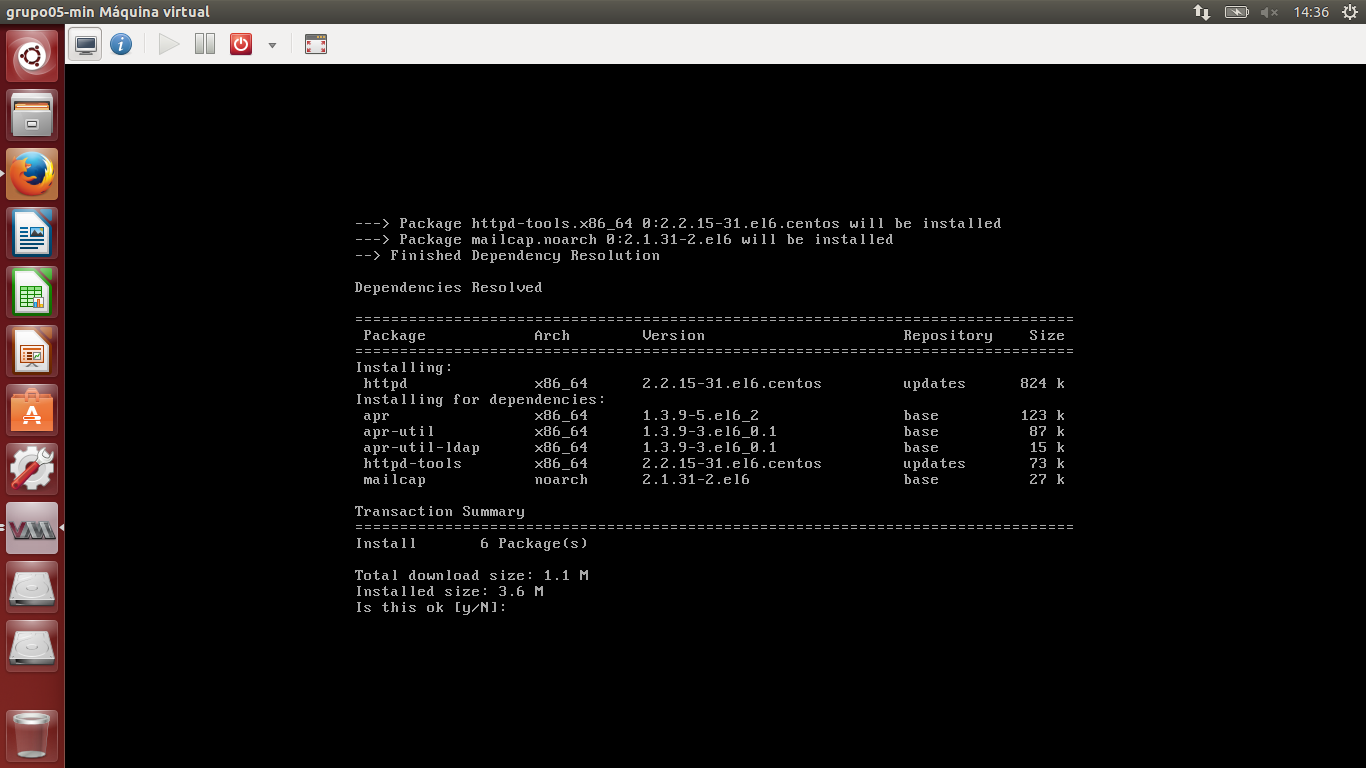 grupo05-min Máquina virtual
14:36
---> Package httpd-tools.x86_64 0:2.2.15-31.el6.centos will be installed
---> Package mailcap.noarch 0:2.1.31-2.el6 will be installed
--> Finished Dependency Resolution
Dependencies Resolved
================================================================================
Package Arch Version Repository Size
================================================================================
Installing:
httpd x86_64 2.2.15-31.el6.centos updates 824 k
Installing for dependencies:
apr x86_64 1.3.9-5.el6_2 base 123 k
apr-util x86_64 1.3.9-3.el6_0.1 base 87 k
apr-util-ldap x86_64 1.3.9-3.el6_0.1 base 15 k
httpd-tools x86_64 2.2.15-31.el6.centos updates 73 k
mailcap noarch 2.1.31-2.el6 base 27 k
Transaction Summary
================================================================================
Install 6 Package(s)
Total download size: 1.1 M
Installed size: 3.6 M
Is this ok [y/N]: